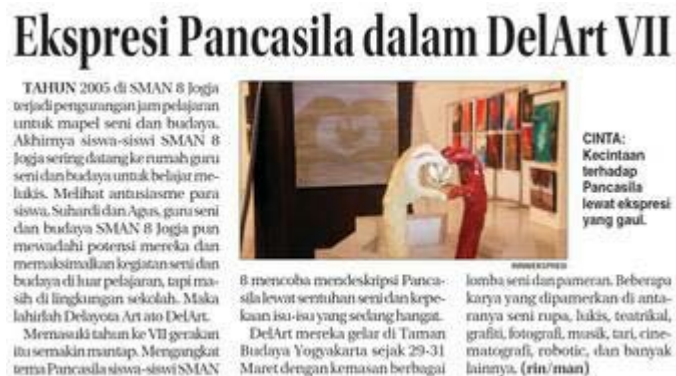 Ekspresi Pancasila dalam DelArt VII
TAHUN 2005 di SMAN 8 Jogja
terjadi pengurangan jam pelajaran
untuk mapel seni dan budaya.
Akhirnya siswa-siswi SMAN 8
Jogja sering datang ke rumah guru
seni dan budaya untuk belajar me-
lukis. Melihat antusiasme para
siswa, Suhardi dan Agus, guru seni
dan budaya SMAN 8 Jogja pun
mewadahi potensi mereka dan
memaksimalkan kegiatan seni dan
budaya di luar pelajaran, tapi ma-
sih di lingkungan sekolah. Maka
lahirlah Delayota Art ato DelArt.
Memasuki tahun ke VII gerakan
itu semakin mantap. Mengangkat
tema Pancasila siswa-siswi SMAN
8 mencoba mendeskripsi Panca-
sila lewat sentuhan seni dan kepe-
kaan isu-isu yang sedang hangat.
DelArt mereka gelar di Taman
Budaya Yogyakarta sejak 29-31
Maret dengan kemasan berbagai
lomba seni dan pameran. Beberapa
karya yang dipamerkan di anta-
ranya seni rupa, lukis, teatrikal,
grafiti, fotografi, musik, tari, cine-
matografi, robotic, dan banyak
lainnya. (rin/man)
CINTA:
Kecintaan
terhadap
Pancasila
lewat ekspresi
yang gaul.